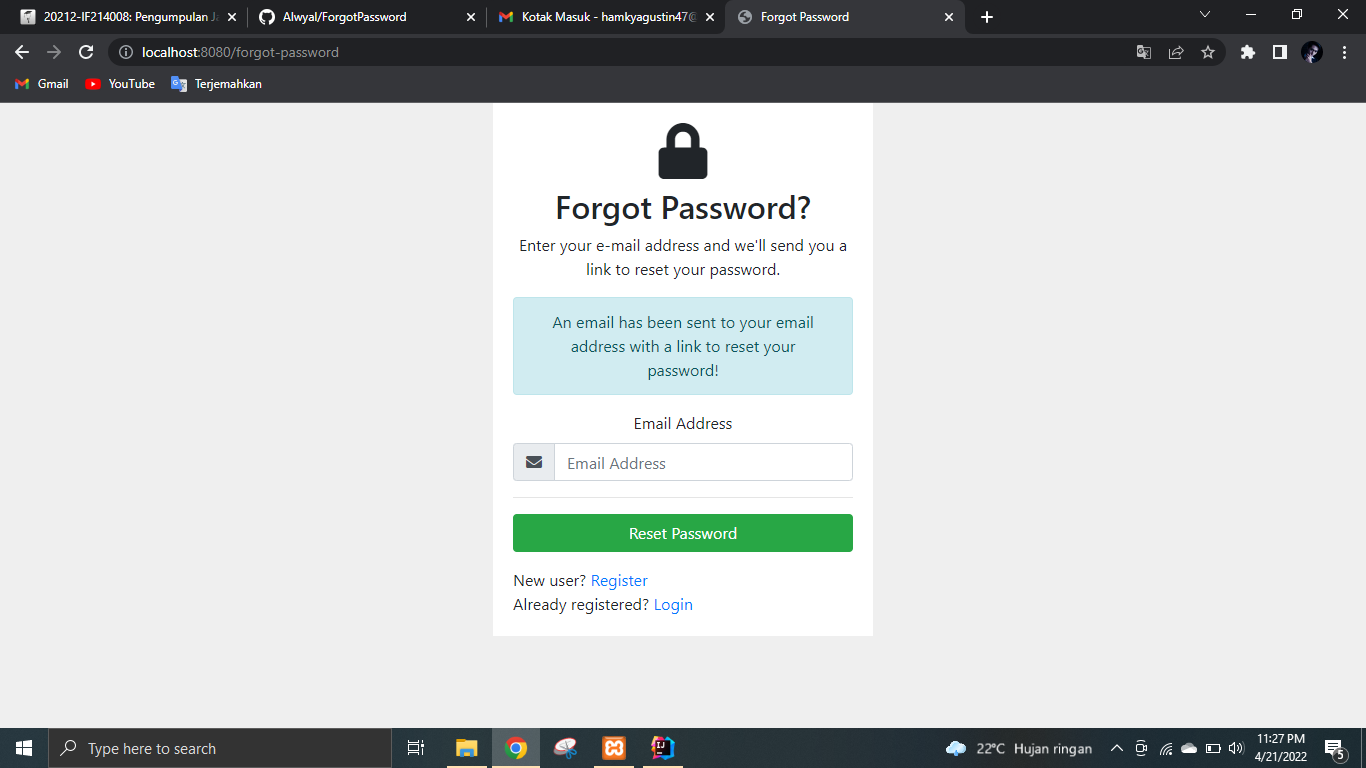 20212-IF214008: Pengumpulan Ja
Alwyal/ForgotPassword
Kotak Masuk - hamkyagustin47@
Forgot Password
localhost:8080/forgot-password
Gmail
YouTube
Terjemahkan
Forgot Password?
Enter your e-mail address and we'll send you a
link to reset your password.
An email has been sent to your email
address with a link to reset your
password!
Email Address
Email Address
Reset Password
New user? Register
Already registered? Login
Type here to search
22°C Hujan ringan
11:27 PM
4/21/2022
5